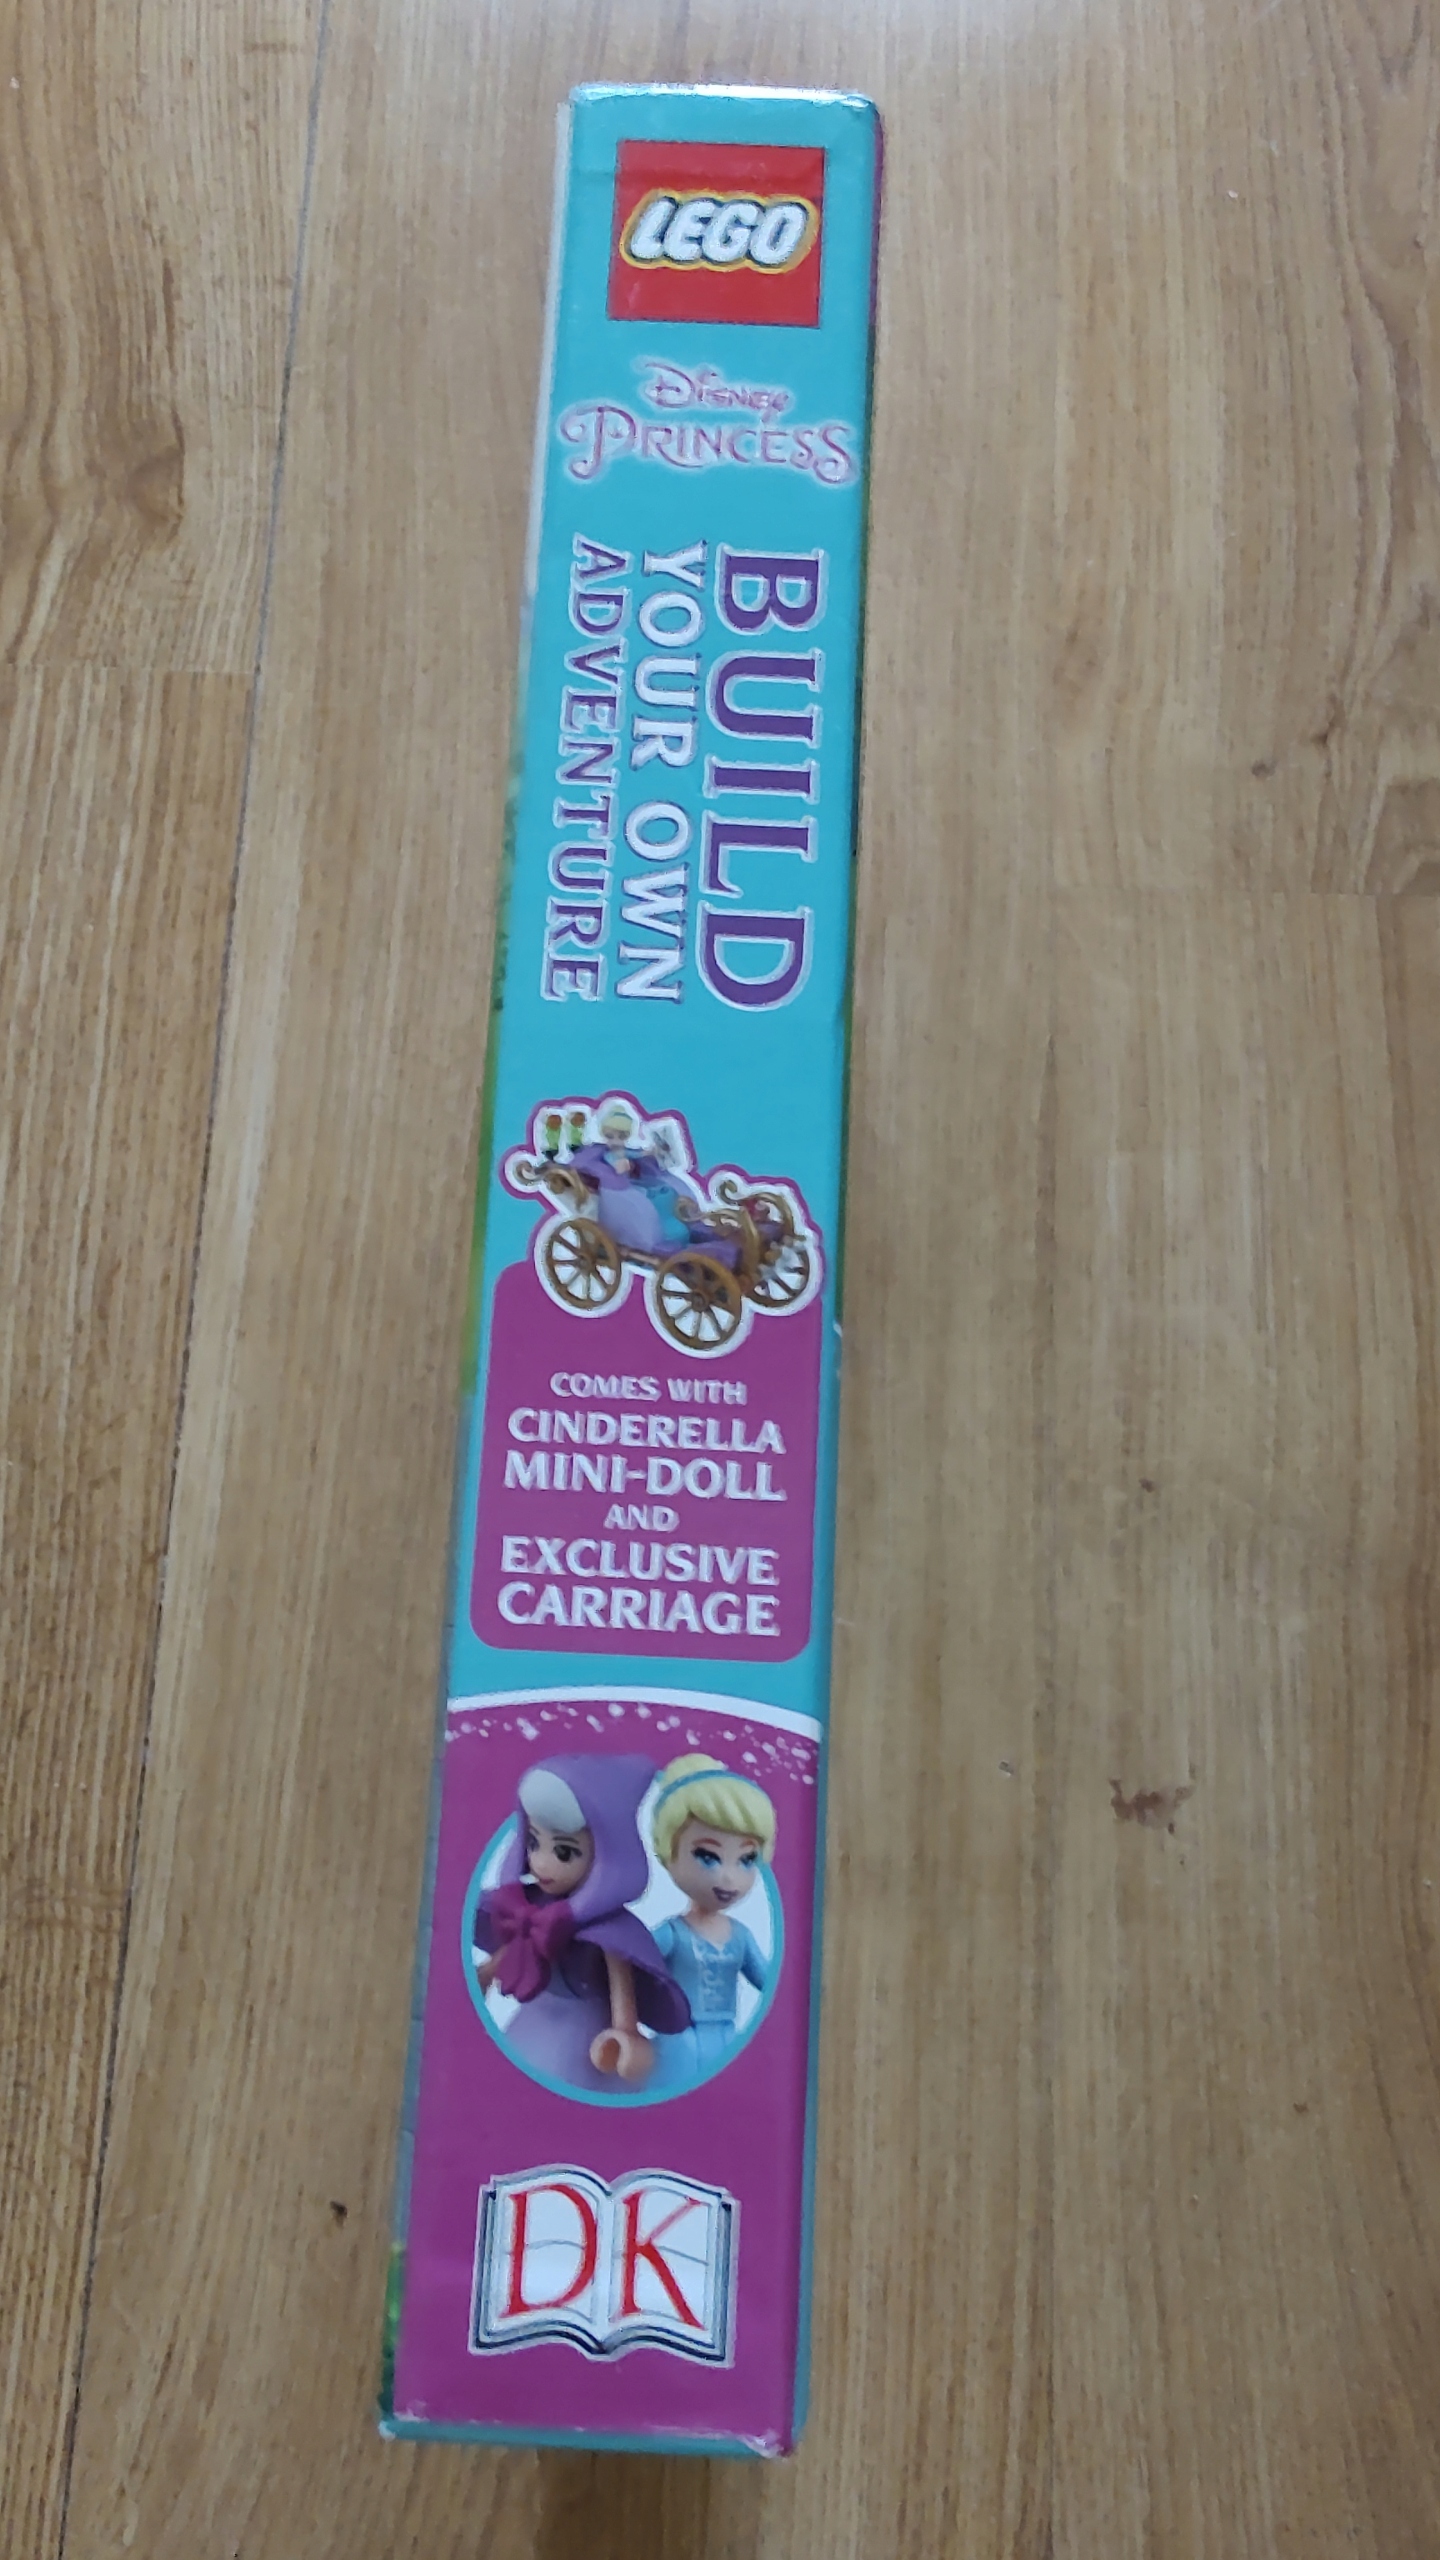 LEGO
Disney
PRINCESS
BUILD
YOUR OWN
ADVENTURE
COMES WITH
CINDERELLA
MINI-DOLL
AND
EXCLUSIVE
CARRIAGE
DK